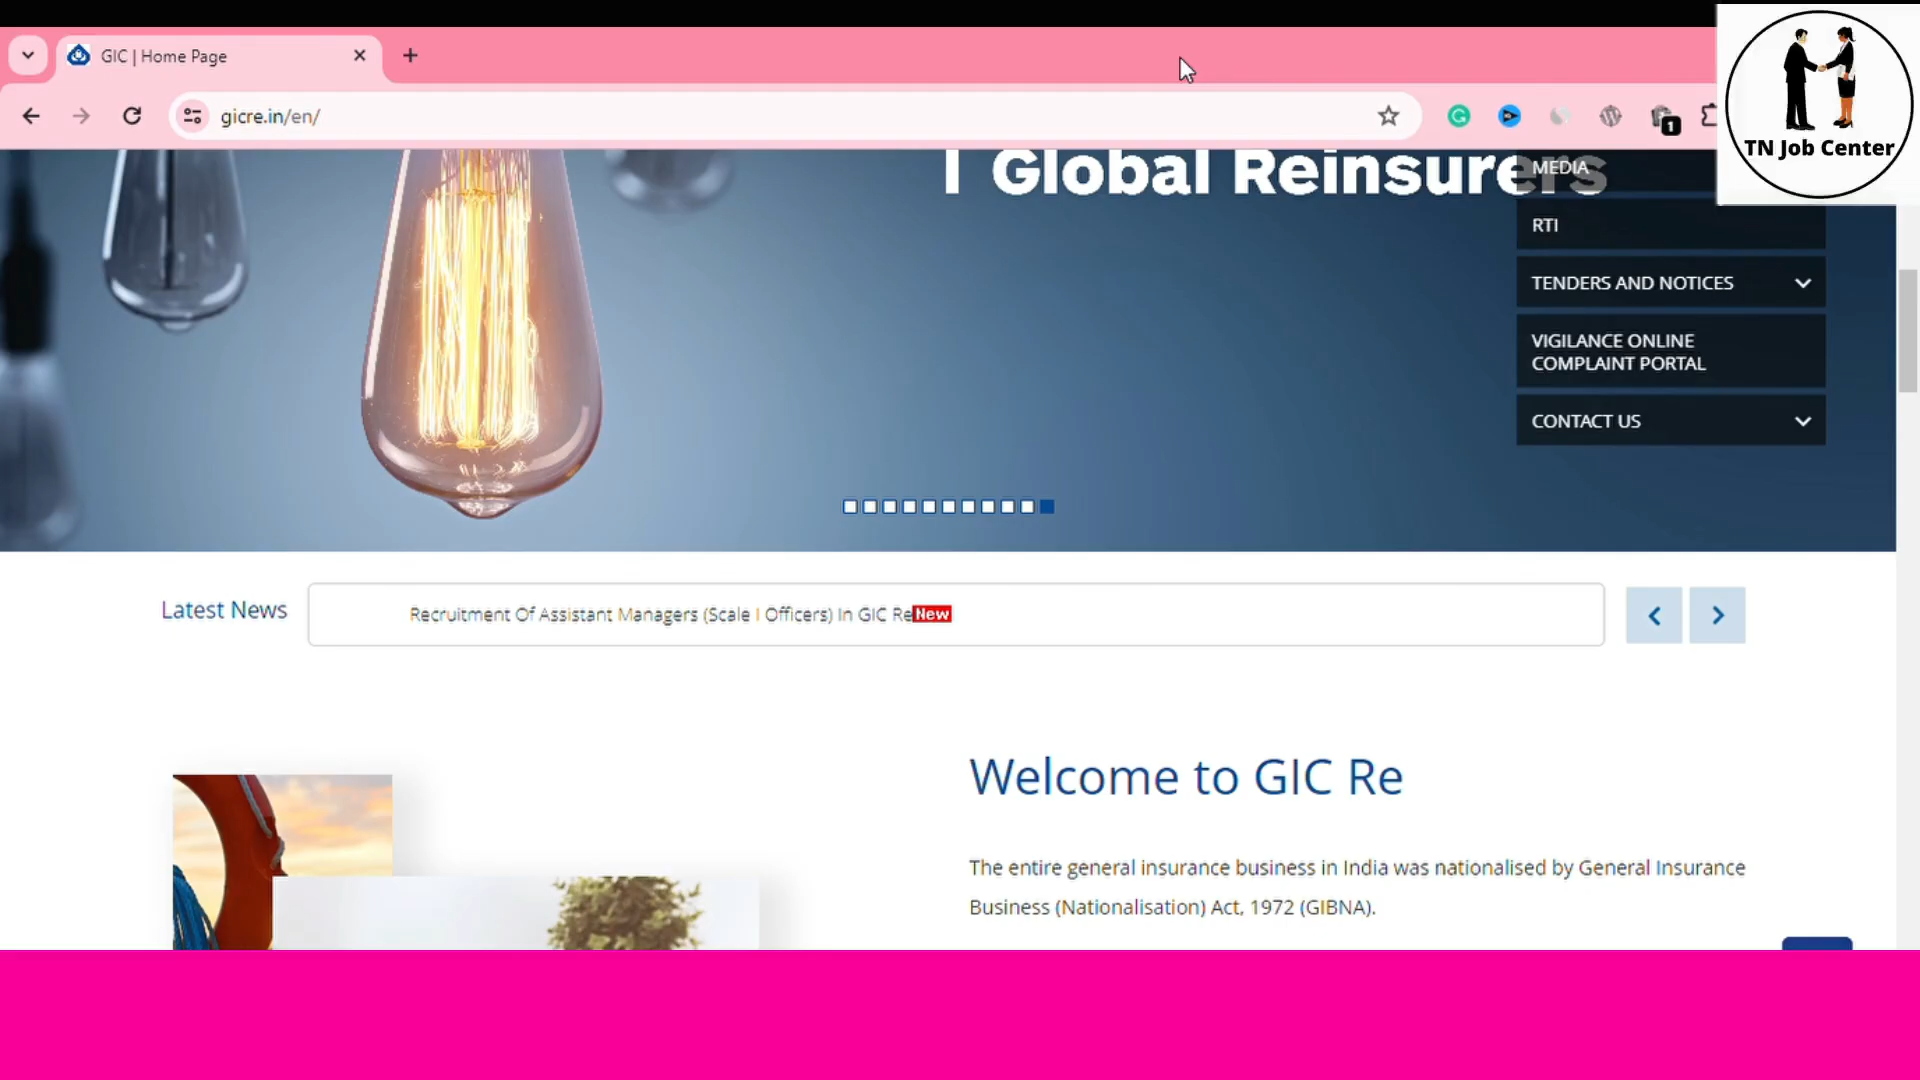 GIC | Home Page
gicre.in/en/
1
TN Job Center
Global Reinsurers
MEDIA
RTI
TENDERS AND NOTICES
VIGILANCE ONLINE
COMPLAINT PORTAL
CONTACT US
Latest News
Recruitment Of Assistant Managers (Scale I Officers) In GIC Re New
Welcome to GIC Re
The entire general insurance business in India was nationalised by General Insurance
Business (Nationalisation) Act, 1972 (GIBNA).